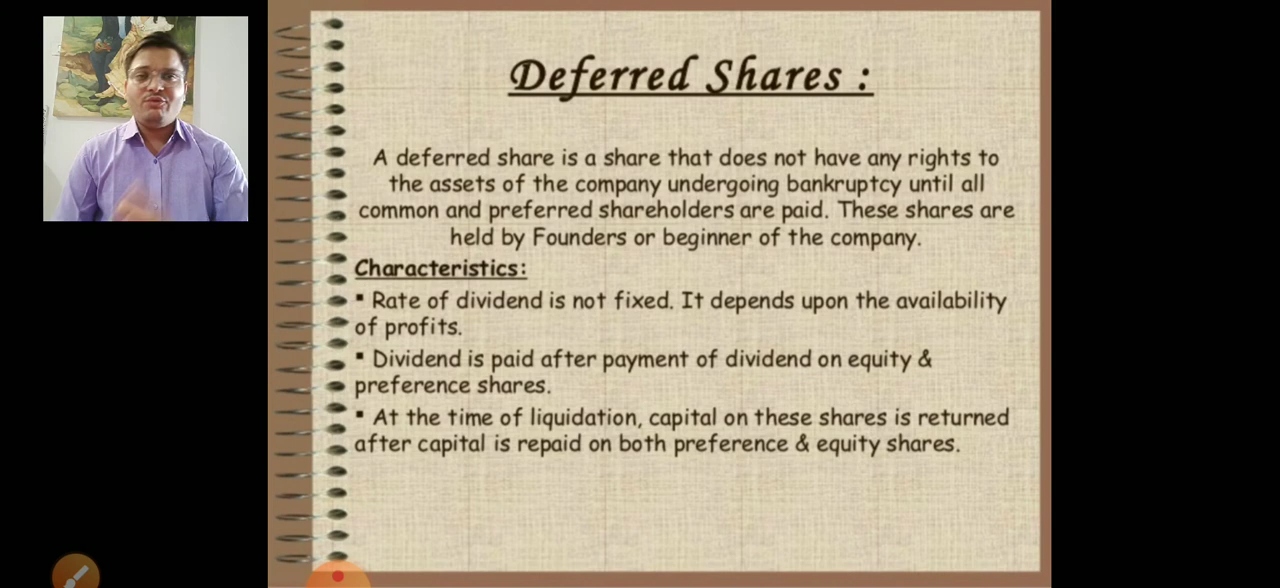 Deferred Shares :
A deferred share is a share that does not have any rights to
the assets of the company undergoing bankruptcy until all
common and preferred shareholders are paid. These shares are
held by Founders or beginner of the company.
Characteristics:
▪ Rate of dividend is not fixed. It depends upon the availability
of profits.
▪ Dividend is paid after payment of dividend on equity &
preference shares.
▪ At the time of liquidation, capital on these shares is returned
after capital is repaid on both preference & equity shares.